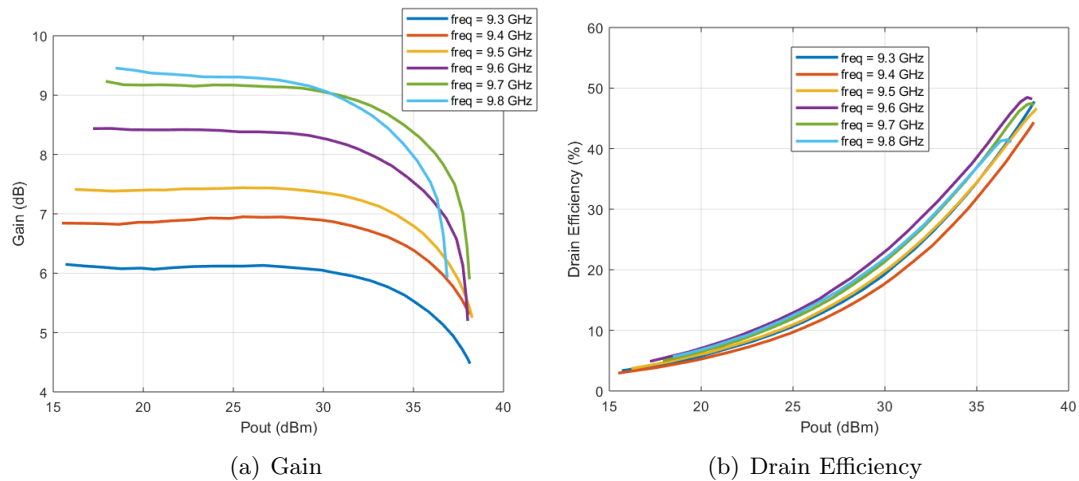 freq = 9.3 GHz
freq = 9.4 GHz
freq = 9.5 GHz
freq = 9.6 GHz
freq = 9.7 GHz
freq = 9.8 GHz
10
9
8
7
6
5
4
Gain (dB)
15 20 25 30 35 40
Pout (dBm)
(a) Gain
freq = 9.3 GHz
freq = 9.4 GHz
freq = 9.5 GHz
freq = 9.6 GHz
freq = 9.7 GHz
freq = 9.8 GHz
60
50
40
30
20
10
0
Drain Efficiency (%)
15 20 25 30 35 40
Pout (dBm)
(b) Drain Efficiency